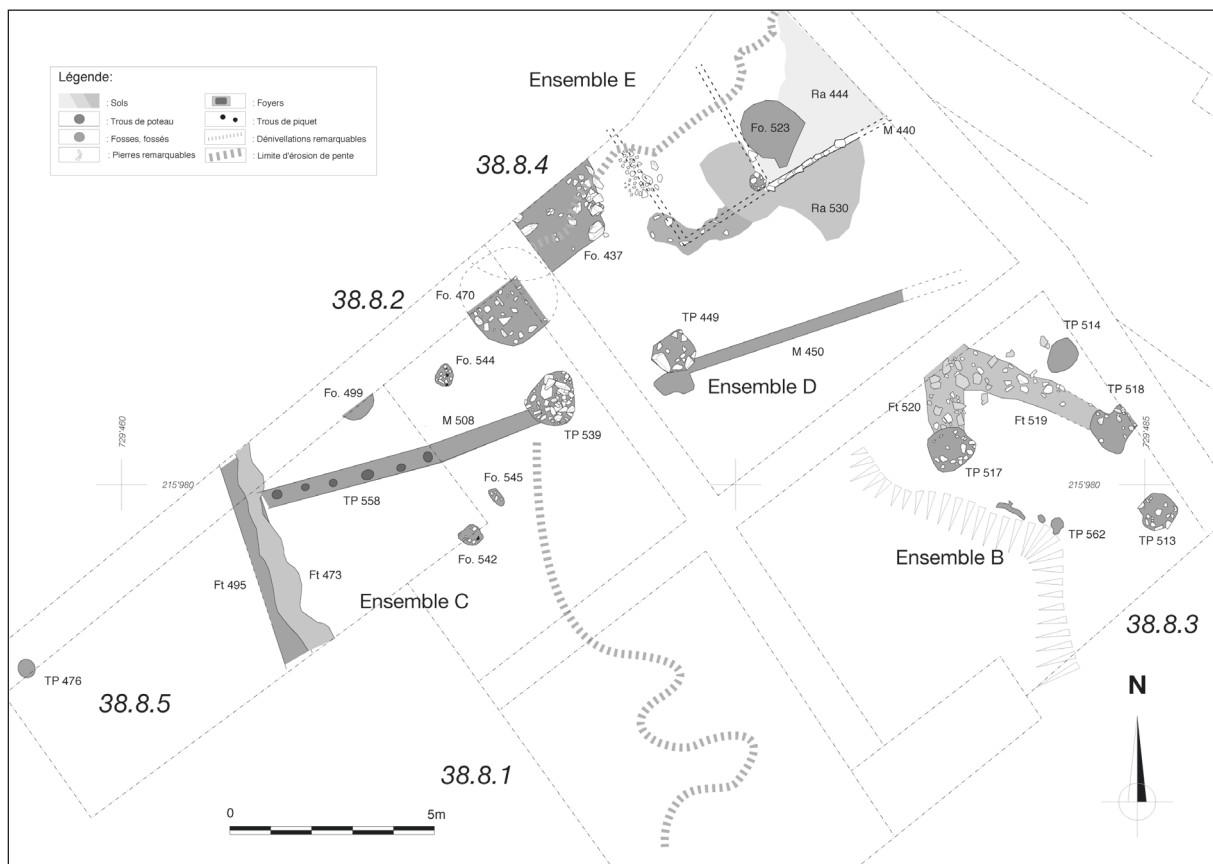 Légende:
: Sols
: Foyers
: Trous de poteau
: Trous de piquet
: Fosses, fossés
: Dénivellations remarquables
: Pierres remarquables
: Limite d'érosion de pente
Ensemble E
Ra 444
Fo. 523
M 440
38.8.4
Ra 530
Fo. 437
38.8.2
Fo. 470
TP 449
TP 514
M 450
Fo. 544
Ensemble D
TP 518
Fo. 499
Ft 520
M 508
Ft 519
TP 539
729'460
729'485
TP 517
Fo. 545
215'980
215'980
TP 558
TP 562
TP 513
Fo. 542
Ensemble B
Ft 495
Ft 473
Ensemble C
38.8.3
TP 476
38.8.5
N
38.8.1
0
5m